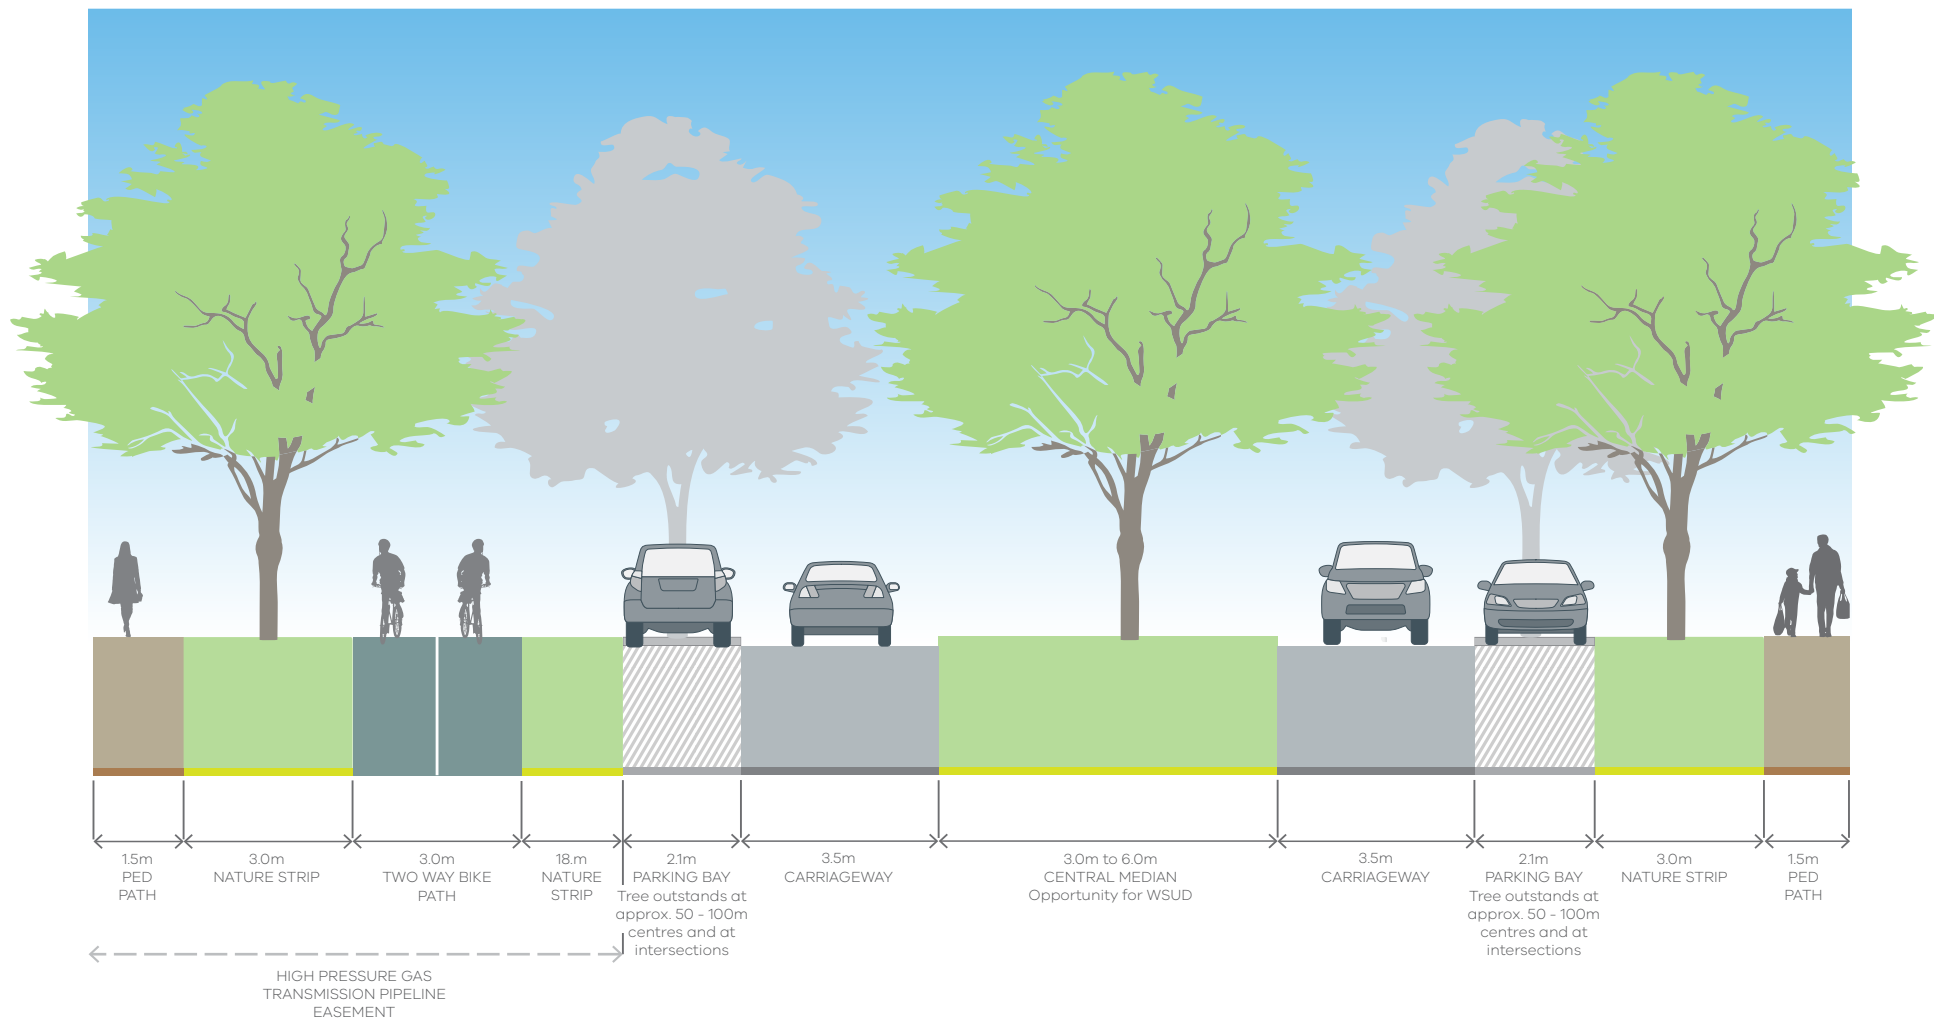 1.5m
PED
PATH
3.0m
NATURE STRIP
3.0m
TWO WAY BIKE
PATH
18.m
NATURE
STRIP
2.1m
PARKING BAY
Tree outstands at
approx. 50 - 100m
centres and at
intersections
3.5m
CARRIAGEWAY
3.0m to 6.0m
CENTRAL MEDIAN
Opportunity for WSUD
3.5m
CARRIAGEWAY
2.1m
PARKING BAY
Tree outstands at
approx. 50 - 100m
centres and at
intersections
3.0m
NATURE STRIP
1.5m
PED
PATH
HIGH PRESSURE GAS
TRANSMISSION PIPELINE
EASEMENT